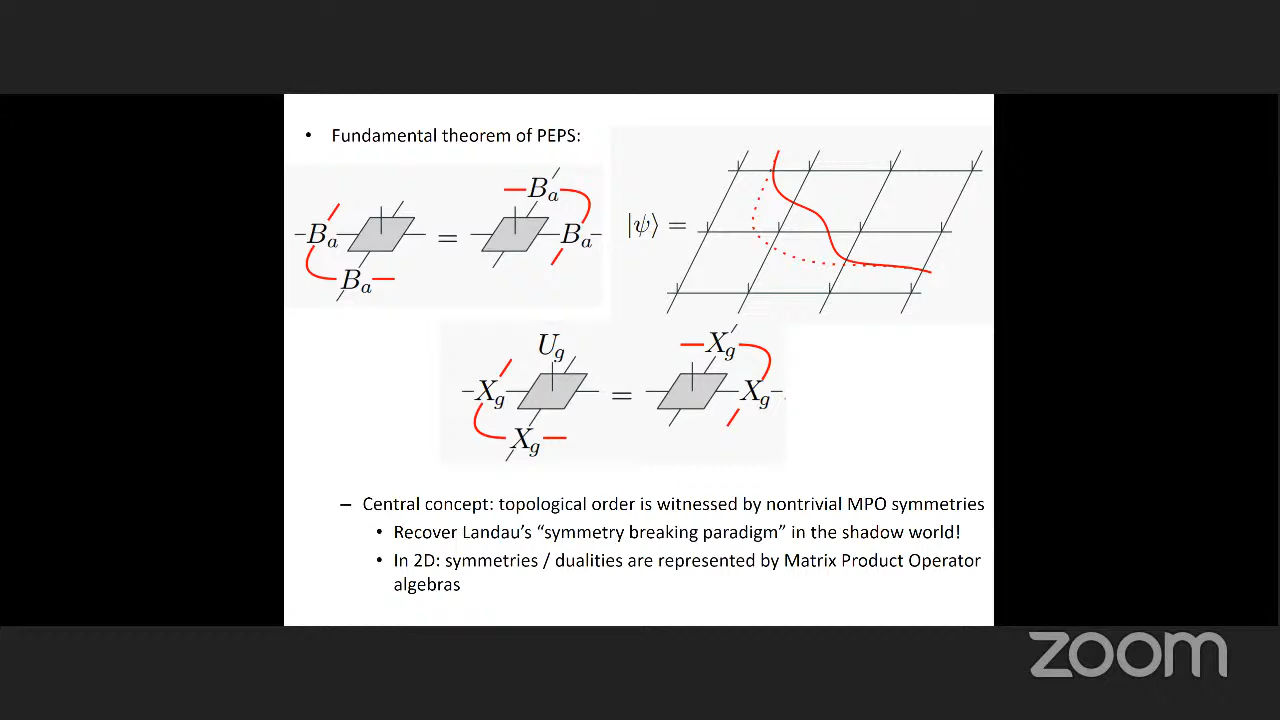 • Fundamental theorem of PEPS:
B_a
B_a
=
B_a
B_a
|ψ⟩ =
U_g
X_g
X_g
=
X_g
X_g
– Central concept: topological order is witnessed by nontrivial MPO symmetries
• Recover Landau's “symmetry breaking paradigm” in the shadow world!
• In 2D: symmetries / dualities are represented by Matrix Product Operator
algebras
zoom